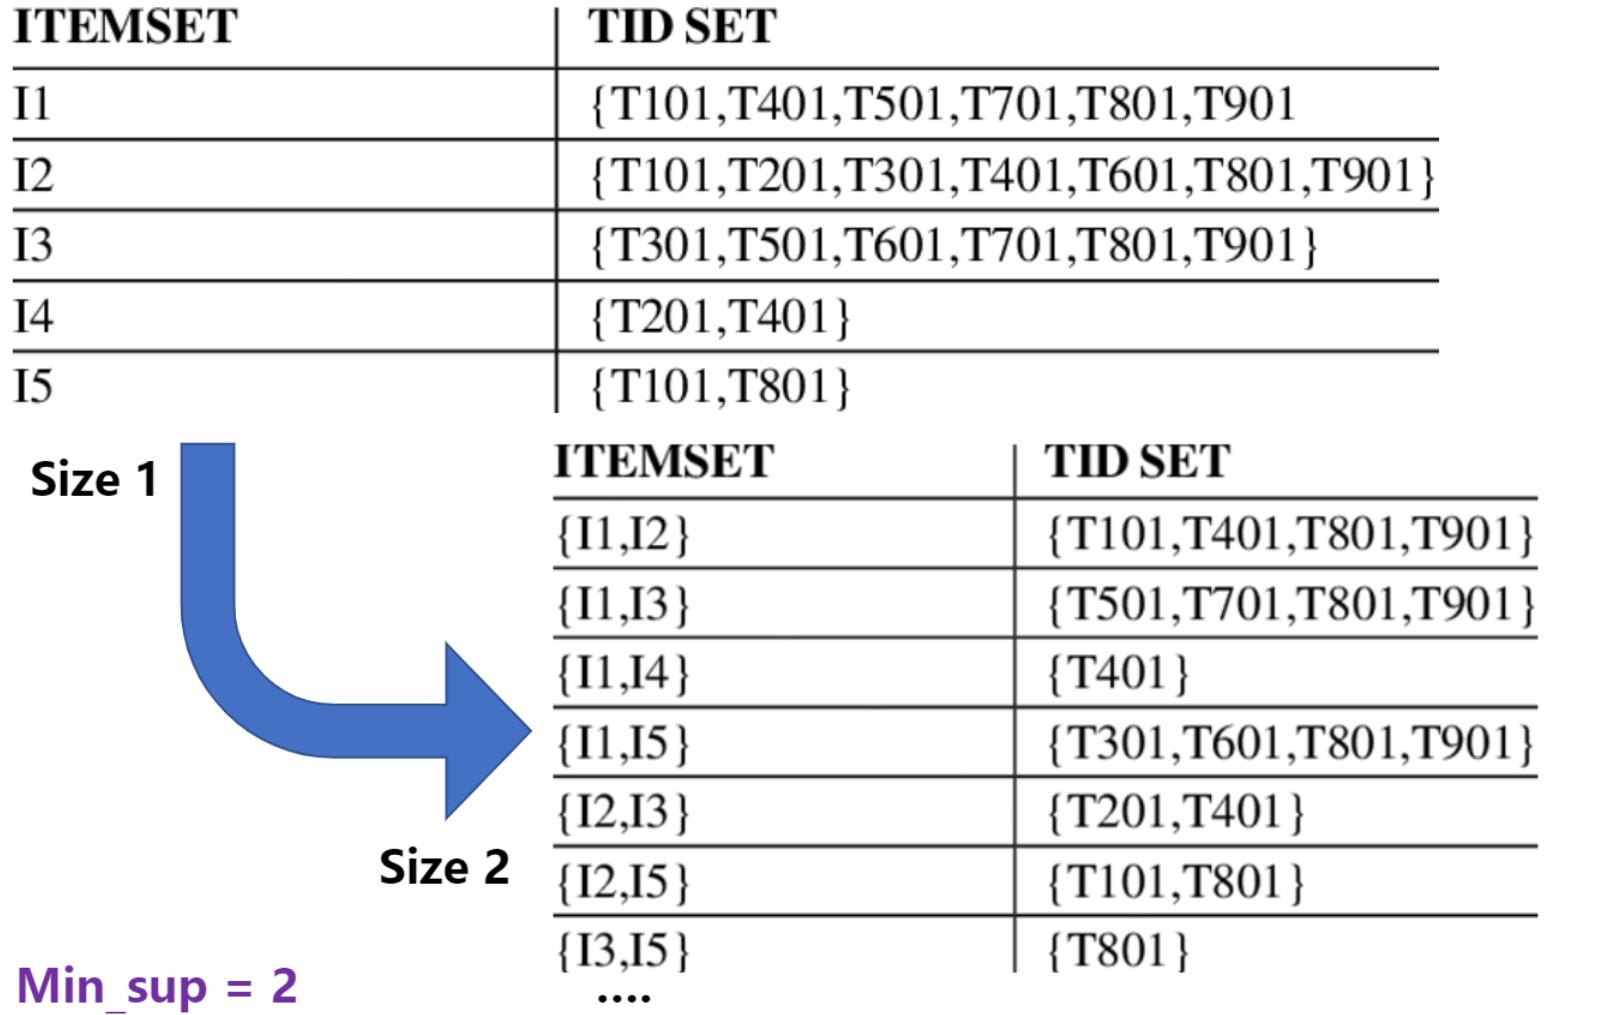 ITEMSET TID SET
I1 {T101,T401,T501,T701,T801,T901
I2 {T101,T201,T301,T401,T601,T801,T901}
I3 {T301,T501,T601,T701,T801,T901}
I4 {T201,T401}
I5 {T101,T801}
Size 1
ITEMSET TID SET
{I1,I2} {T101,T401,T801,T901}
{I1,I3} {T501,T701,T801,T901}
{I1,I4} {T401}
{I1,I5} {T301,T601,T801,T901}
{I2,I3} {T201,T401}
{I2,I5} {T101,T801}
{I3,I5} {T801}
....
Size 2
Min_sup = 2